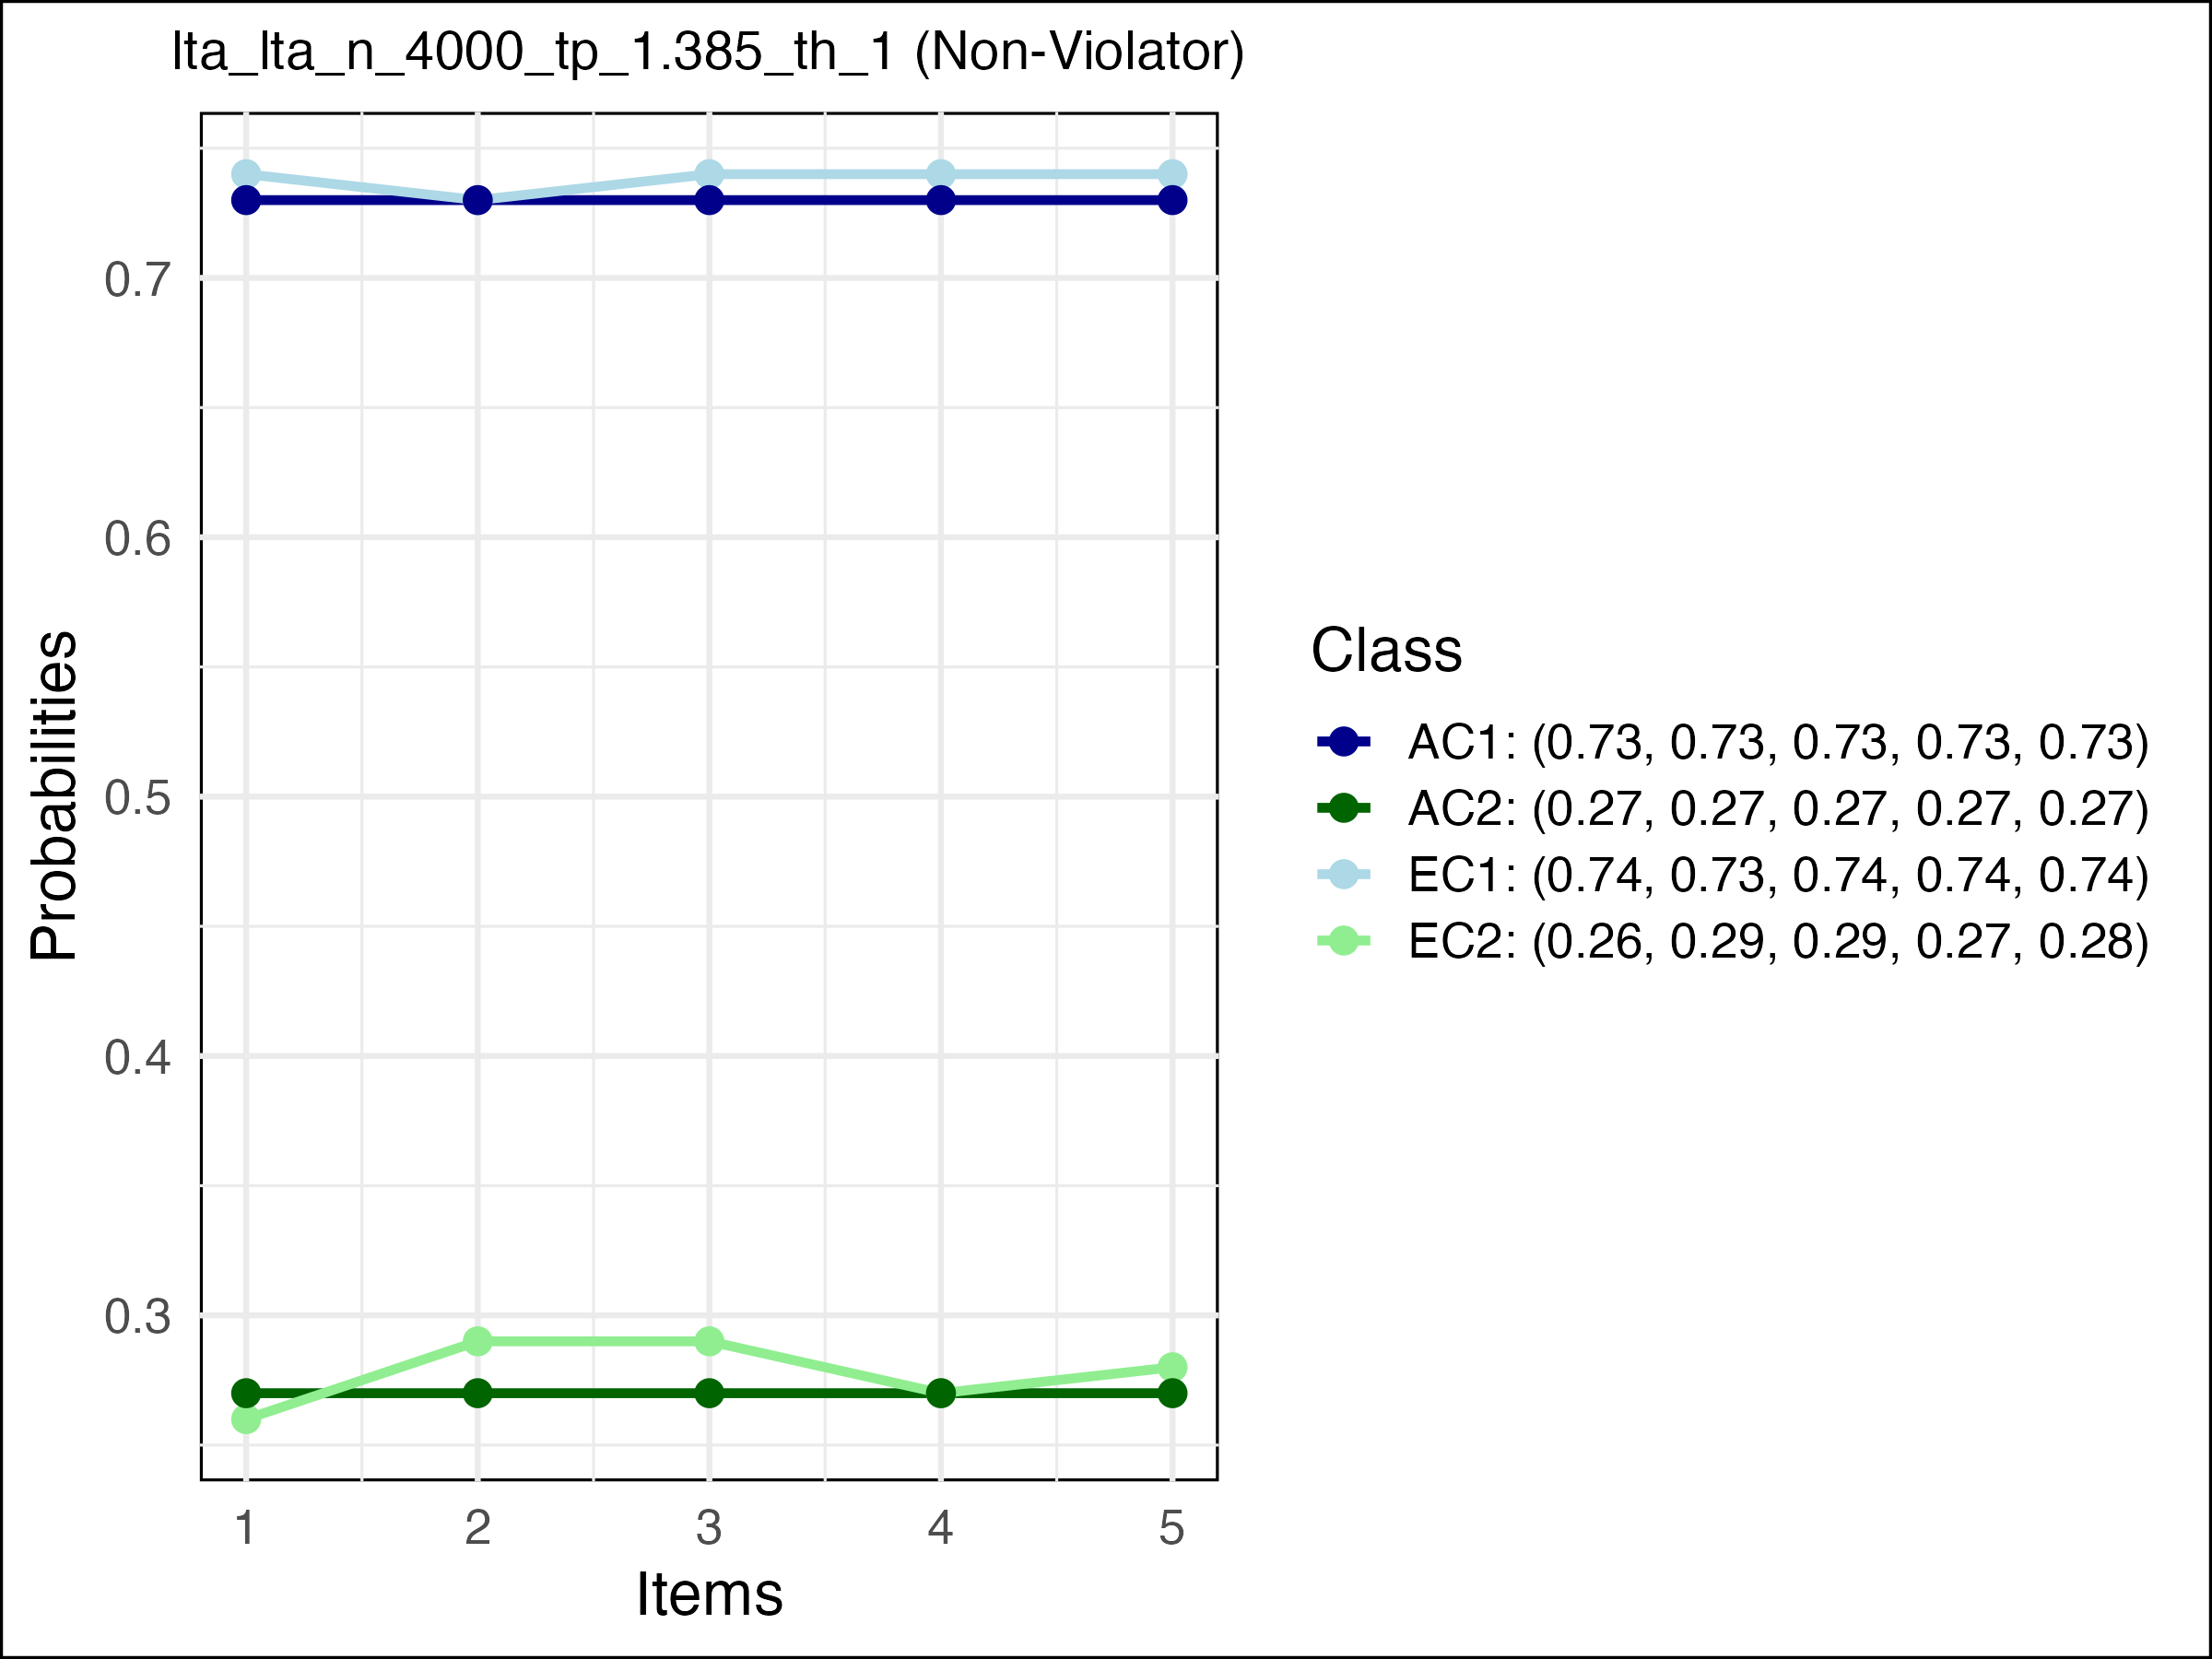 lta_lta_n_4000_tp_1.385_th_1 (Non-Violator)
Probabilities
0.7
0.6
0.5
0.4
0.3
1 2 3 4 5
Items
Class
AC1: (0.73, 0.73, 0.73, 0.73, 0.73)
AC2: (0.27, 0.27, 0.27, 0.27, 0.27)
EC1: (0.74, 0.73, 0.74, 0.74, 0.74)
EC2: (0.26, 0.29, 0.29, 0.27, 0.28)